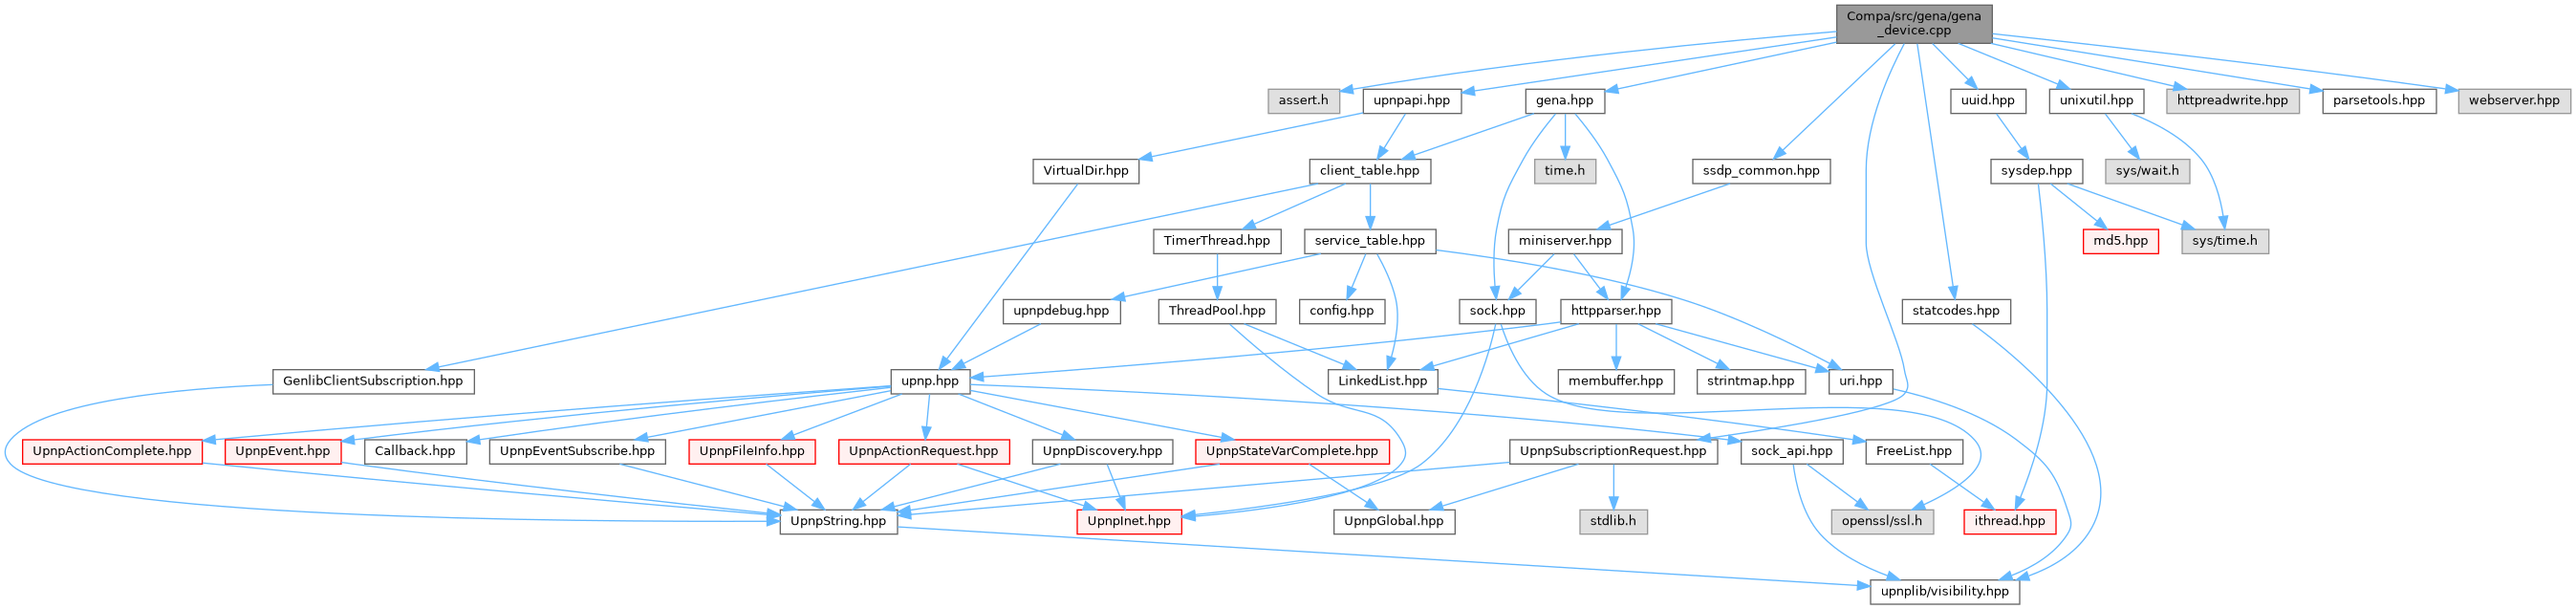 Compa/src/gena/gena
_device.cpp
assert.h
upnpapi.hpp
gena.hpp
uuid.hpp
unixutil.hpp
httpreadwrite.hpp
parsetools.hpp
webserver.hpp
VirtualDir.hpp
client_table.hpp
time.h
ssdp_common.hpp
sysdep.hpp
sys/wait.h
TimerThread.hpp
service_table.hpp
miniserver.hpp
md5.hpp
sys/time.h
upnpdebug.hpp
ThreadPool.hpp
config.hpp
sock.hpp
httpparser.hpp
statcodes.hpp
GenlibClientSubscription.hpp
upnp.hpp
LinkedList.hpp
membuffer.hpp
strintmap.hpp
uri.hpp
UpnpActionComplete.hpp
UpnpEvent.hpp
Callback.hpp
UpnpEventSubscribe.hpp
UpnpFileInfo.hpp
UpnpActionRequest.hpp
UpnpDiscovery.hpp
UpnpStateVarComplete.hpp
UpnpSubscriptionRequest.hpp
sock_api.hpp
FreeList.hpp
UpnpString.hpp
UpnpInet.hpp
UpnpGlobal.hpp
stdlib.h
openssl/ssl.h
ithread.hpp
upnplib/visibility.hpp